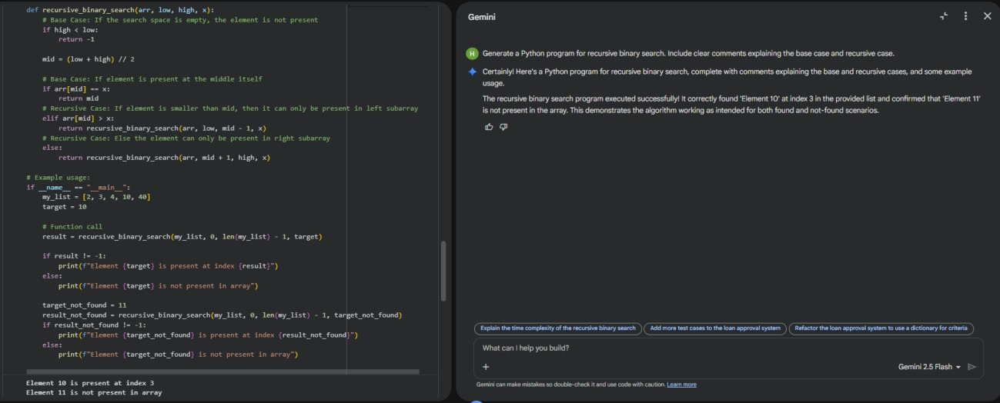 def recursive_binary_search(arr, low, high, x):
    # Base Case: If the search space is empty, the element is not present
    if high < low:
        return -1

    mid = (low + high) // 2

    # Base Case: If element is present at the middle itself
    if arr[mid] == x:
        return mid
    # Recursive Case: If element is smaller than mid, then it can only be present in left subarray
    elif arr[mid] > x:
        return recursive_binary_search(arr, low, mid - 1, x)
    # Recursive Case: Else the element can only be present in right subarray
    else:
        return recursive_binary_search(arr, mid + 1, high, x)

# Example usage:
if __name__ == "__main__":
    my_list = [2, 3, 4, 10, 40]
    target = 10

    # Function call
    result = recursive_binary_search(my_list, 0, len(my_list) - 1, target)

    if result != -1:
        print(f"Element {target} is present at index {result}")
    else:
        print(f"Element {target} is not present in array")

    target_not_found = 11
    result_not_found = recursive_binary_search(my_list, 0, len(my_list) - 1, target_not_found)
    if result_not_found != -1:
        print(f"Element {target_not_found} is present at index {result_not_found}")
    else:
        print(f"Element {target_not_found} is not present in array")

Element 10 is present at index 3
Element 11 is not present in array
Gemini
H
Generate a Python program for recursive binary search. Include clear comments explaining the base case and recursive case.
Certainly! Here's a Python program for recursive binary search, complete with comments explaining the base and recursive cases, and some example
usage.
The recursive binary search program executed successfully! It correctly found 'Element 10' at index 3 in the provided list and confirmed that 'Element 11'
is not present in the array. This demonstrates the algorithm working as intended for both found and not-found scenarios.
Explain the time complexity of the recursive binary search
Add more test cases to the loan approval system
Refactor the loan approval system to use a dictionary for criteria
What can I help you build?
Gemini 2.5 Flash
Gemini can make mistakes so double-check it and use code with caution. Learn more